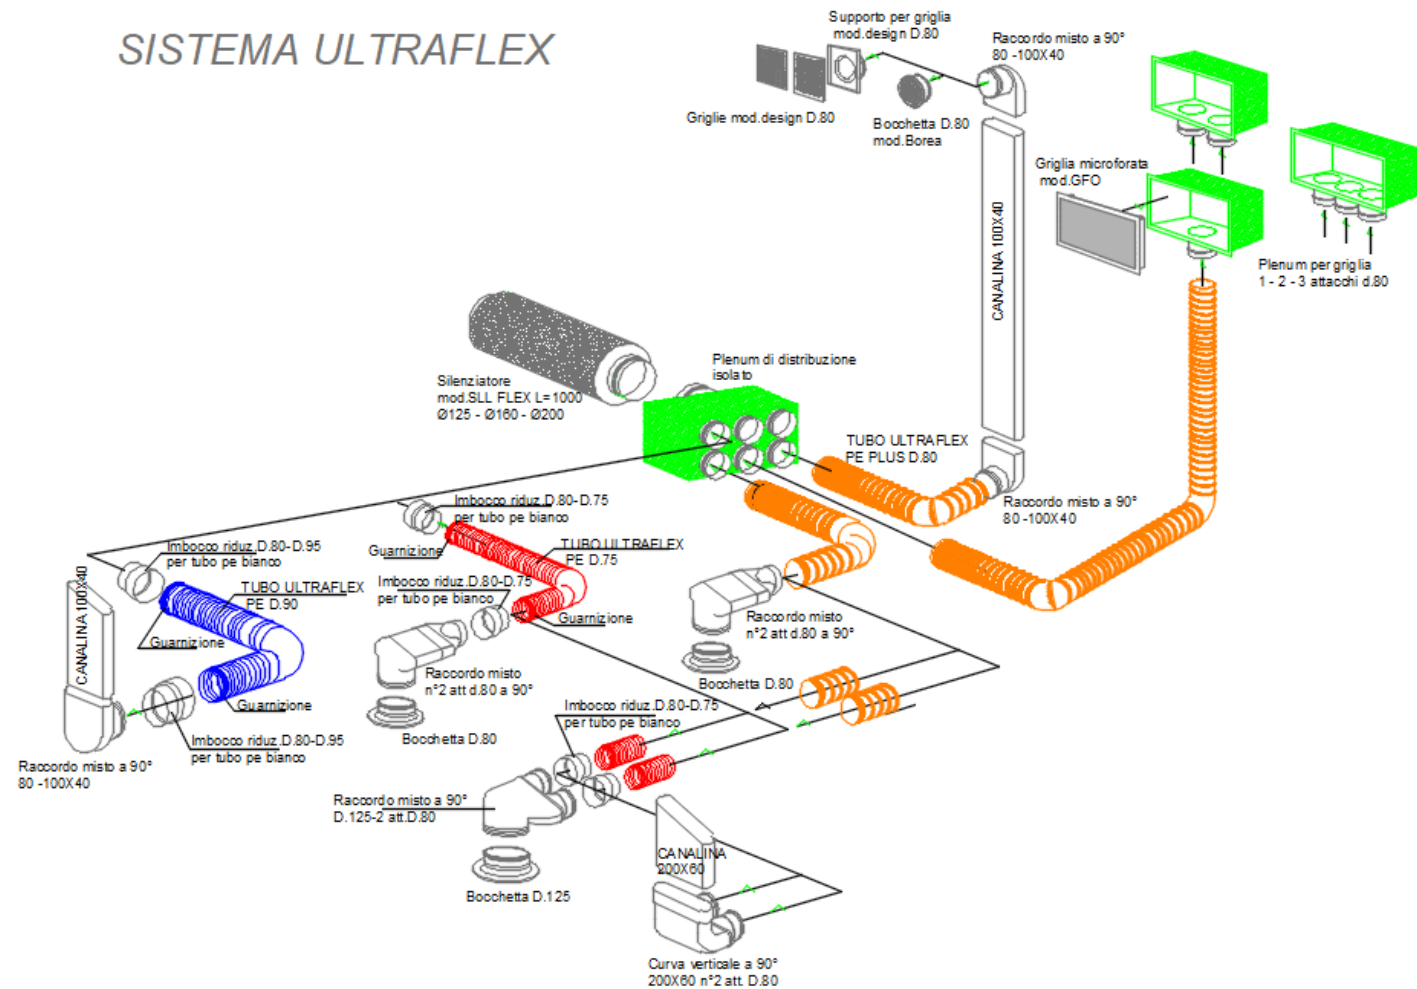 SISTEMA ULTRAFLEX
Supporto per griglia
mod.design D.80
Raccordo misto a 90°
80 -100X40
Griglie mod.design D.80
Bocchetta D.80
mod.Borea
Griglia microforata
mod.GFO
CANALINA 100X40
Plenum per griglia
1 - 2 - 3 attacchi d.80
Silenziatore
mod.SLL FLEX L=1000
Ø125 - Ø160 - Ø200
Plenum di distribuzione
isolato
TUBO ULTRAFLEX
PE PLUS D.80
Raccordo misto a 90°
80 -100X40
Imbocco riduz.D.80-D.75
per tubo pe bianco
Guarnizione
TUBO ULTRAFLEX
PE D.75
Imbocco riduz.D.80-D.95
per tubo pe bianco
Imbocco riduz.D.80-D.75
per tubo pe bianco
CANALINA 100X40
TUBO ULTRAFLEX
PE D.90
Guarnizione
Guarnizione
Raccordo misto
n°2 att d.80 a 90°
Raccordo misto
n°2 att d.80 a 90°
Bocchetta D.80
Guarnizione
Imbocco riduz.D.80-D.75
per tubo pe bianco
Imbocco riduz.D.80-D.95
per tubo pe bianco
Bocchetta D.80
Raccordo misto a 90°
80 -100X40
Raccordo misto a 90°
D.125-2 att.D.80
CANALINA
200X60
Bocchetta D.125
Curva verticale a 90°
200X60 n°2 att. D.80